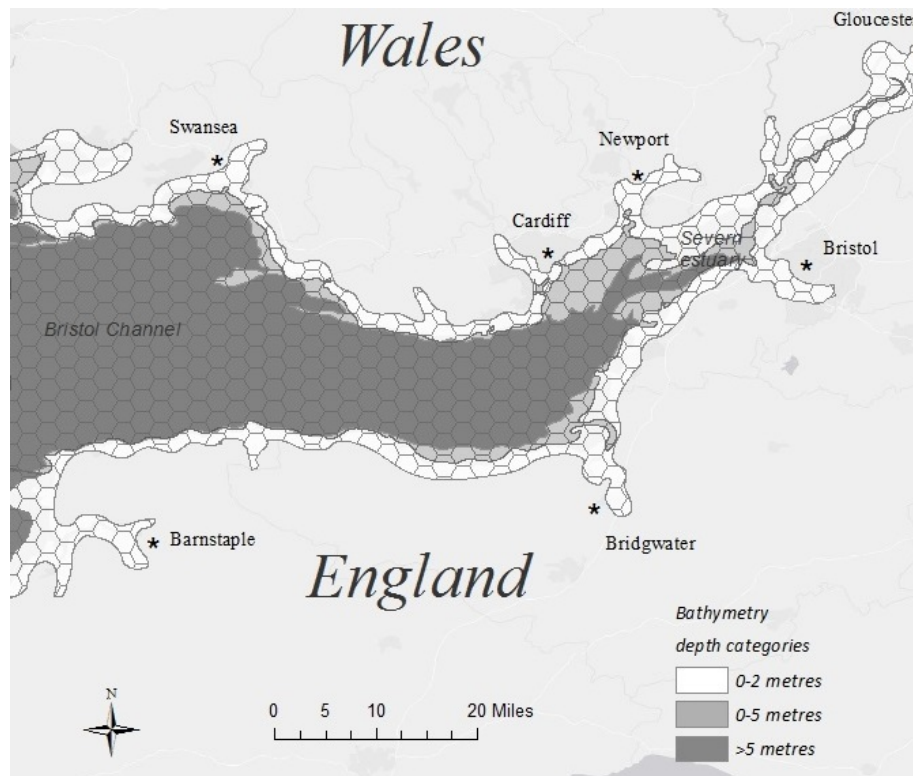 Wales
Gloucester
Swansea
Newport
Cardiff
Severn
estuary
Bristol
Bristol Channel
Barnstaple
Bridgwater
England
Bathymetry
depth categories
0-2 metres
0-5 metres
>5 metres
N
0 5 10 20 Miles